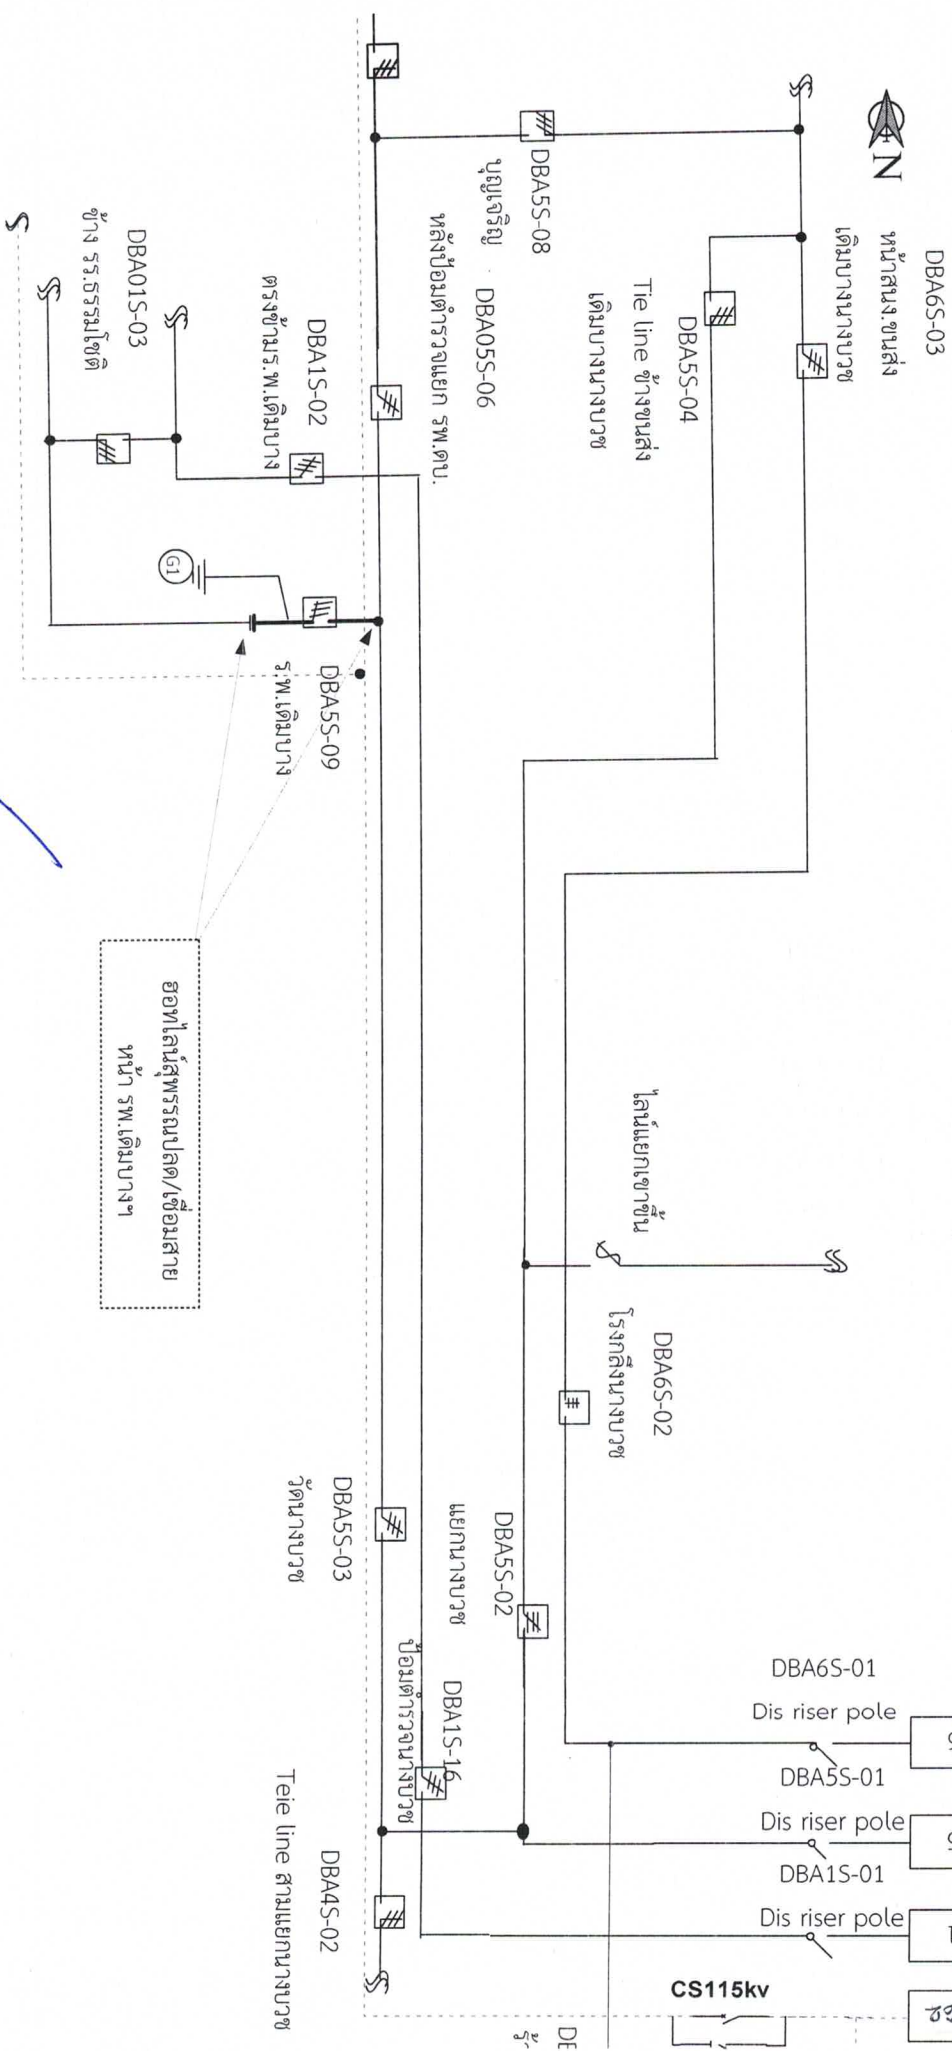 N
DBA6S-03
หน้าสนง.ขนส่ง
เดิมบางนางบวช
DBA5S-08
บุญเจริญ
DBA5S-04
Tie line ข้างขนส่ง
เดิมบางนางบวช
DBA05S-06
หลังป้อมตำรวจแยก รพ.ดบ.
DBA1S-02
ตรงข้ามร.พ.เดิมบาง
DBA01S-03
ข้าง รร.ธรรมโชติ
G1
DBA5S-09
ร.พ.เดิมบาง
ฮอทไลน์สุพรรณปลด/เชื่อมสาย
หน้า รพ.เดิมบางฯ
ไลน์แยกเขาขึ้น
DBA6S-02
โรงกลึงนางบวช
DBA5S-03
วัดนางบวช
DBA5S-02
แยกนางบวช
DBA1S-16
ป้อมตำรวจนางบวช
DBA4S-02
Teie line สามแยกนางบวช
DBA6S-01
Dis riser pole
DBA5S-01
Dis riser pole
DBA1S-01
Dis riser pole
CS115kv